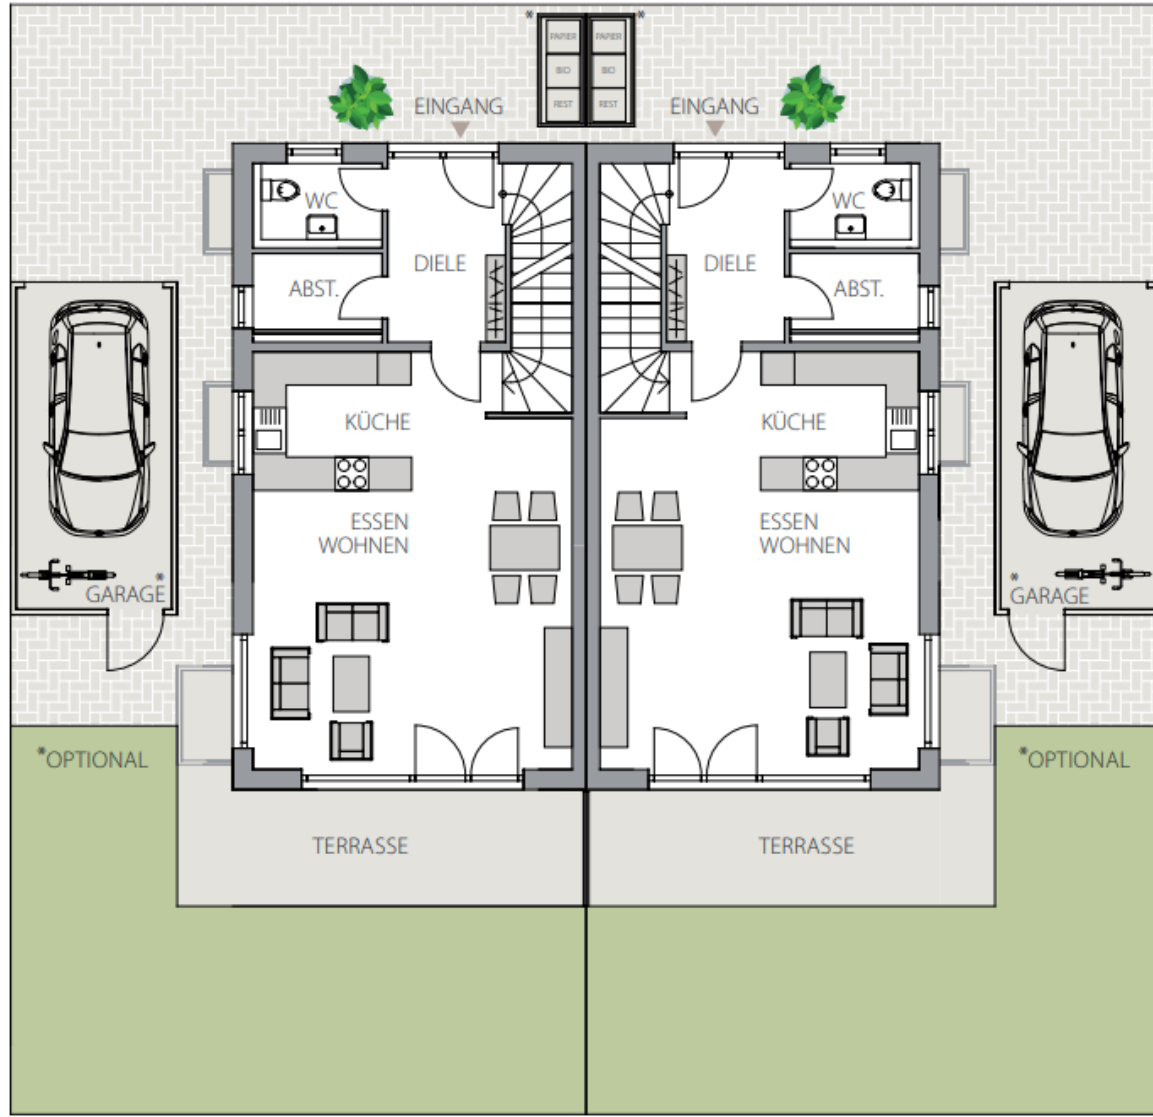 * *
PAPIER PAPIER
BIO BIO
REST REST
EINGANG EINGANG
WC WC
DIELE DIELE
ABST. ABST.
KÜCHE KÜCHE
ESSEN ESSEN
WOHNEN WOHNEN
GARAGE* *GARAGE
*OPTIONAL *OPTIONAL
TERRASSE TERRASSE